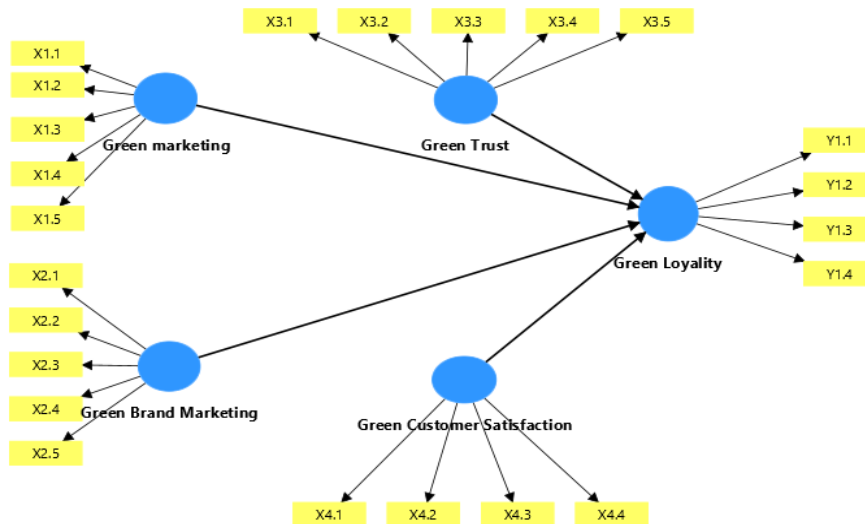 X3.1
X3.2
X3.3
X3.4
X3.5
X1.1
X1.2
X1.3
X1.4
X1.5
Green marketing
Green Trust
Y1.1
Y1.2
Y1.3
Y1.4
Green Loyality
X2.1
X2.2
X2.3
X2.4
X2.5
Green Brand Marketing
Green Customer Satisfaction
X4.1
X4.2
X4.3
X4.4